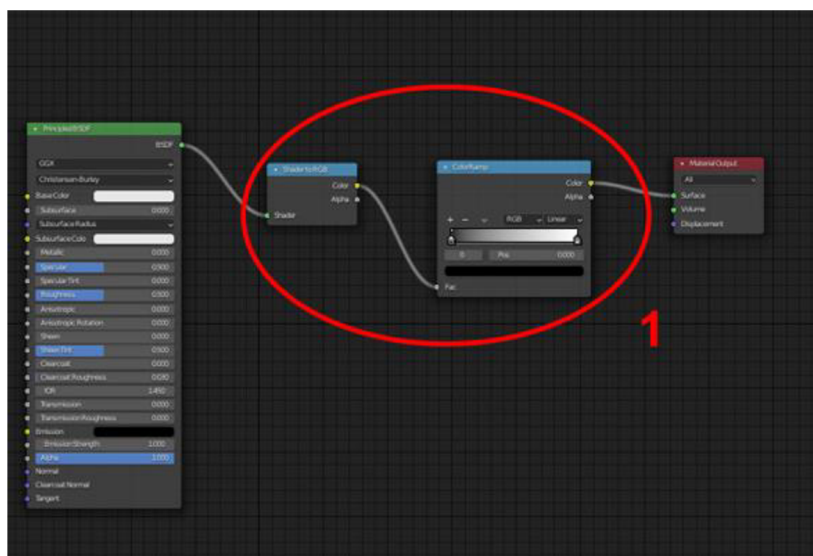 Principled BSDF
BSDF
GGX
Christensen-Burley
Base Color
Subsurface 0.000
Subsurface Radius
Subsurface Colo
Metallic 0.000
Specular 0.500
Specular Tint 0.000
Roughness 0.500
Anisotropic 0.000
Anisotropic Rotation 0.000
Sheen 0.000
Sheen Tint 0.500
Clearcoat 0.000
Clearcoat Roughness 0.030
IOR 1.450
Transmission 0.000
Transmission Roughness 0.000
Emission
Emission Strength 1.000
Alpha 1.000
Normal
Clearcoat Normal
Tangent
Shader to RGB
Color
Alpha
Shader
ColorRamp
Color
Alpha
+ − RGB Linear
0 Pos 0.000
Fac
Material Output
All
Surface
Volume
Displacement
1